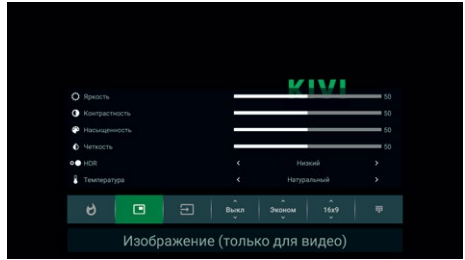 KIVI
Яркость 50
Контрастность 50
Насыщенность 50
Четкость 50
HDR Низкий
Температура Натуральный
Выкл Эконом 16x9
Изображение (только для видео)